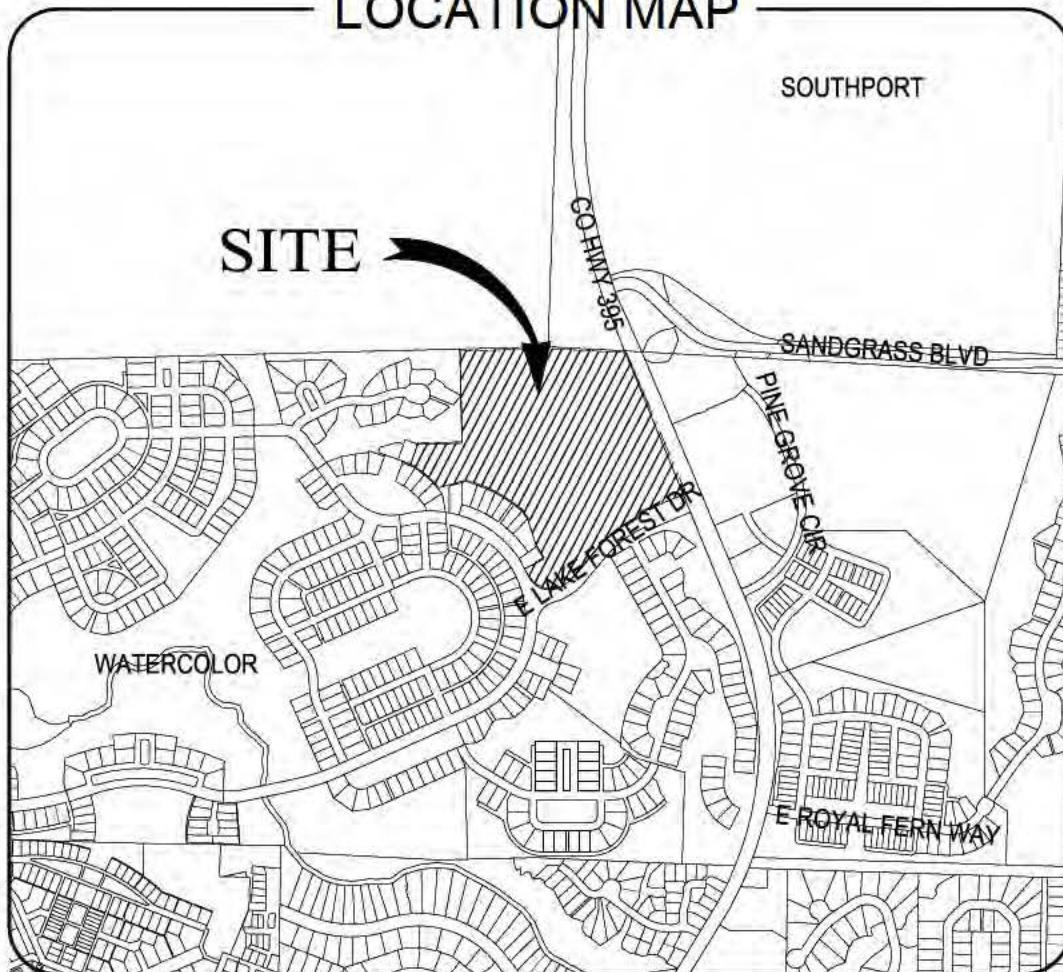 LOCATION MAP
SOUTHPORT
CO HWY 395
SITE
SANDGRASS BLVD
PINE GROVE CIR
E LAKE FOREST DR
WATERCOLOR
E ROYAL FERN WAY